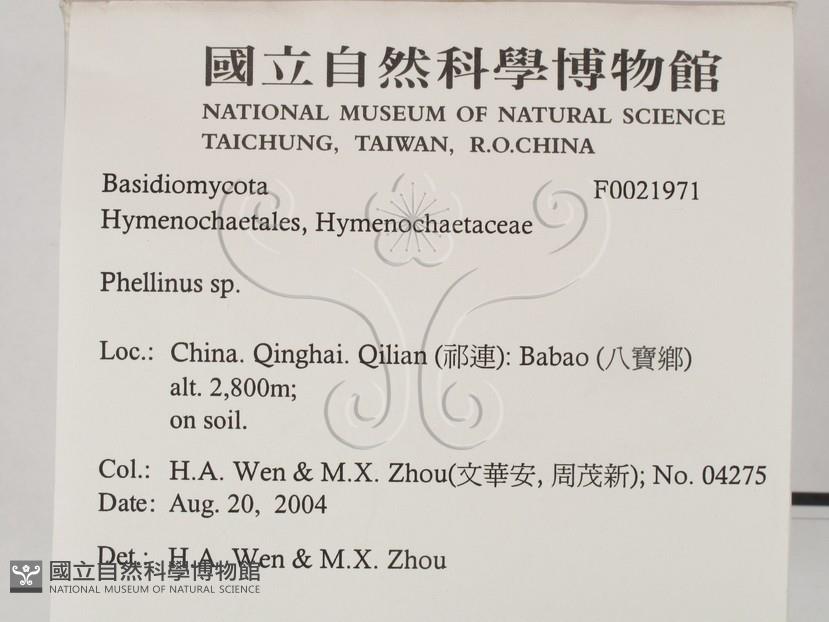 國立自然科學博物館
NATIONAL MUSEUM OF NATURAL SCIENCE
TAICHUNG, TAIWAN, R.O.CHINA
Basidiomycota F0021971
Hymenochaetales, Hymenochaetaceae
Phellinus sp.
Loc.: China. Qinghai. Qilian (祁連): Babao (八寶鄉)
alt. 2,800m;
on soil.
Col.: H.A. Wen & M.X. Zhou(文華安, 周茂新); No. 04275
Date: Aug. 20, 2004
Det.: H.A. Wen & M.X. Zhou
國立自然科學博物館
NATIONAL MUSEUM OF NATURAL SCIENCE